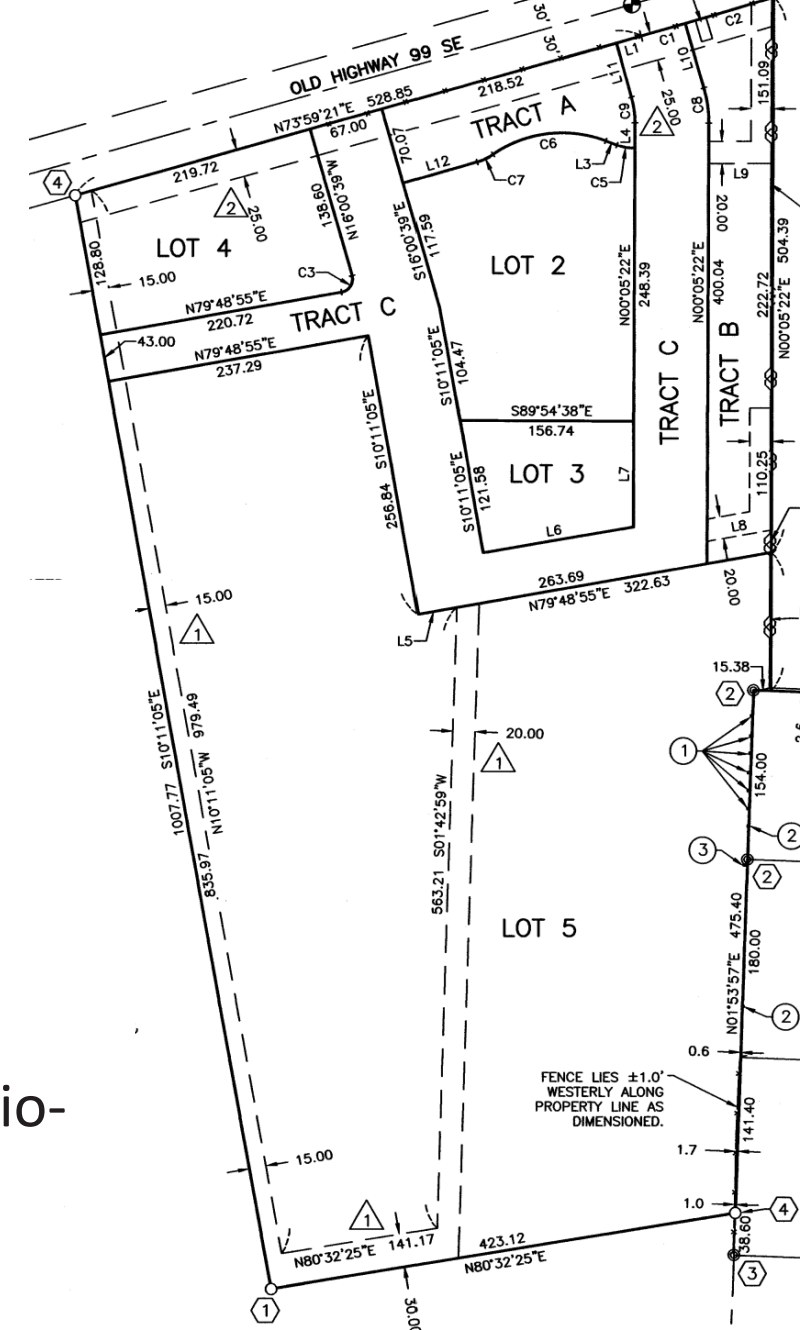 30'
30'
C2
OLD HIGHWAY 99 SE
L1
C1
L10
L11
N73°59'21"E 528.85
218.52
67.00
TRACT A
25.00
C9
C8
151.09
219.72
70.07
C6
L4
2
L3
C5
C7
L12
L9
4
2
25.00
138.60
N16°00'39"W
20.00
LOT 4
128.80
15.00
C3
S16°00'39"E
117.59
LOT 2
N00°05'22"E
248.39
N00°05'22"E
400.04
222.72
N00°05'22"E 504.39
N79°48'55"E
220.72
TRACT C
43.00
N79°48'55"E
237.29
S10°11'05"E
104.47
TRACT C
TRACT B
S89°54'38"E
156.74
S10°11'05"E
256.84
LOT 3
S10°11'05"E
121.58
L7
110.25
L6
L8
263.69
N79°48'55"E 322.63
20.00
15.00
1
L5
15.38
2
1007.77 S10°11'05"E
N10°11'05"W 979.49
20.00
1
1
154.00
2
3
2
835.97
563.21 S01°42'59"W
LOT 5
N01°53'57"E 475.40
180.00
2
0.6
FENCE LIES ±1.0'
WESTERLY ALONG
PROPERTY LINE AS
DIMENSIONED.
141.40
io-
1.7
15.00
1.0
4
1
N80°32'25"E 141.17
423.12
N80°32'25"E
38.60
3
1
30.00